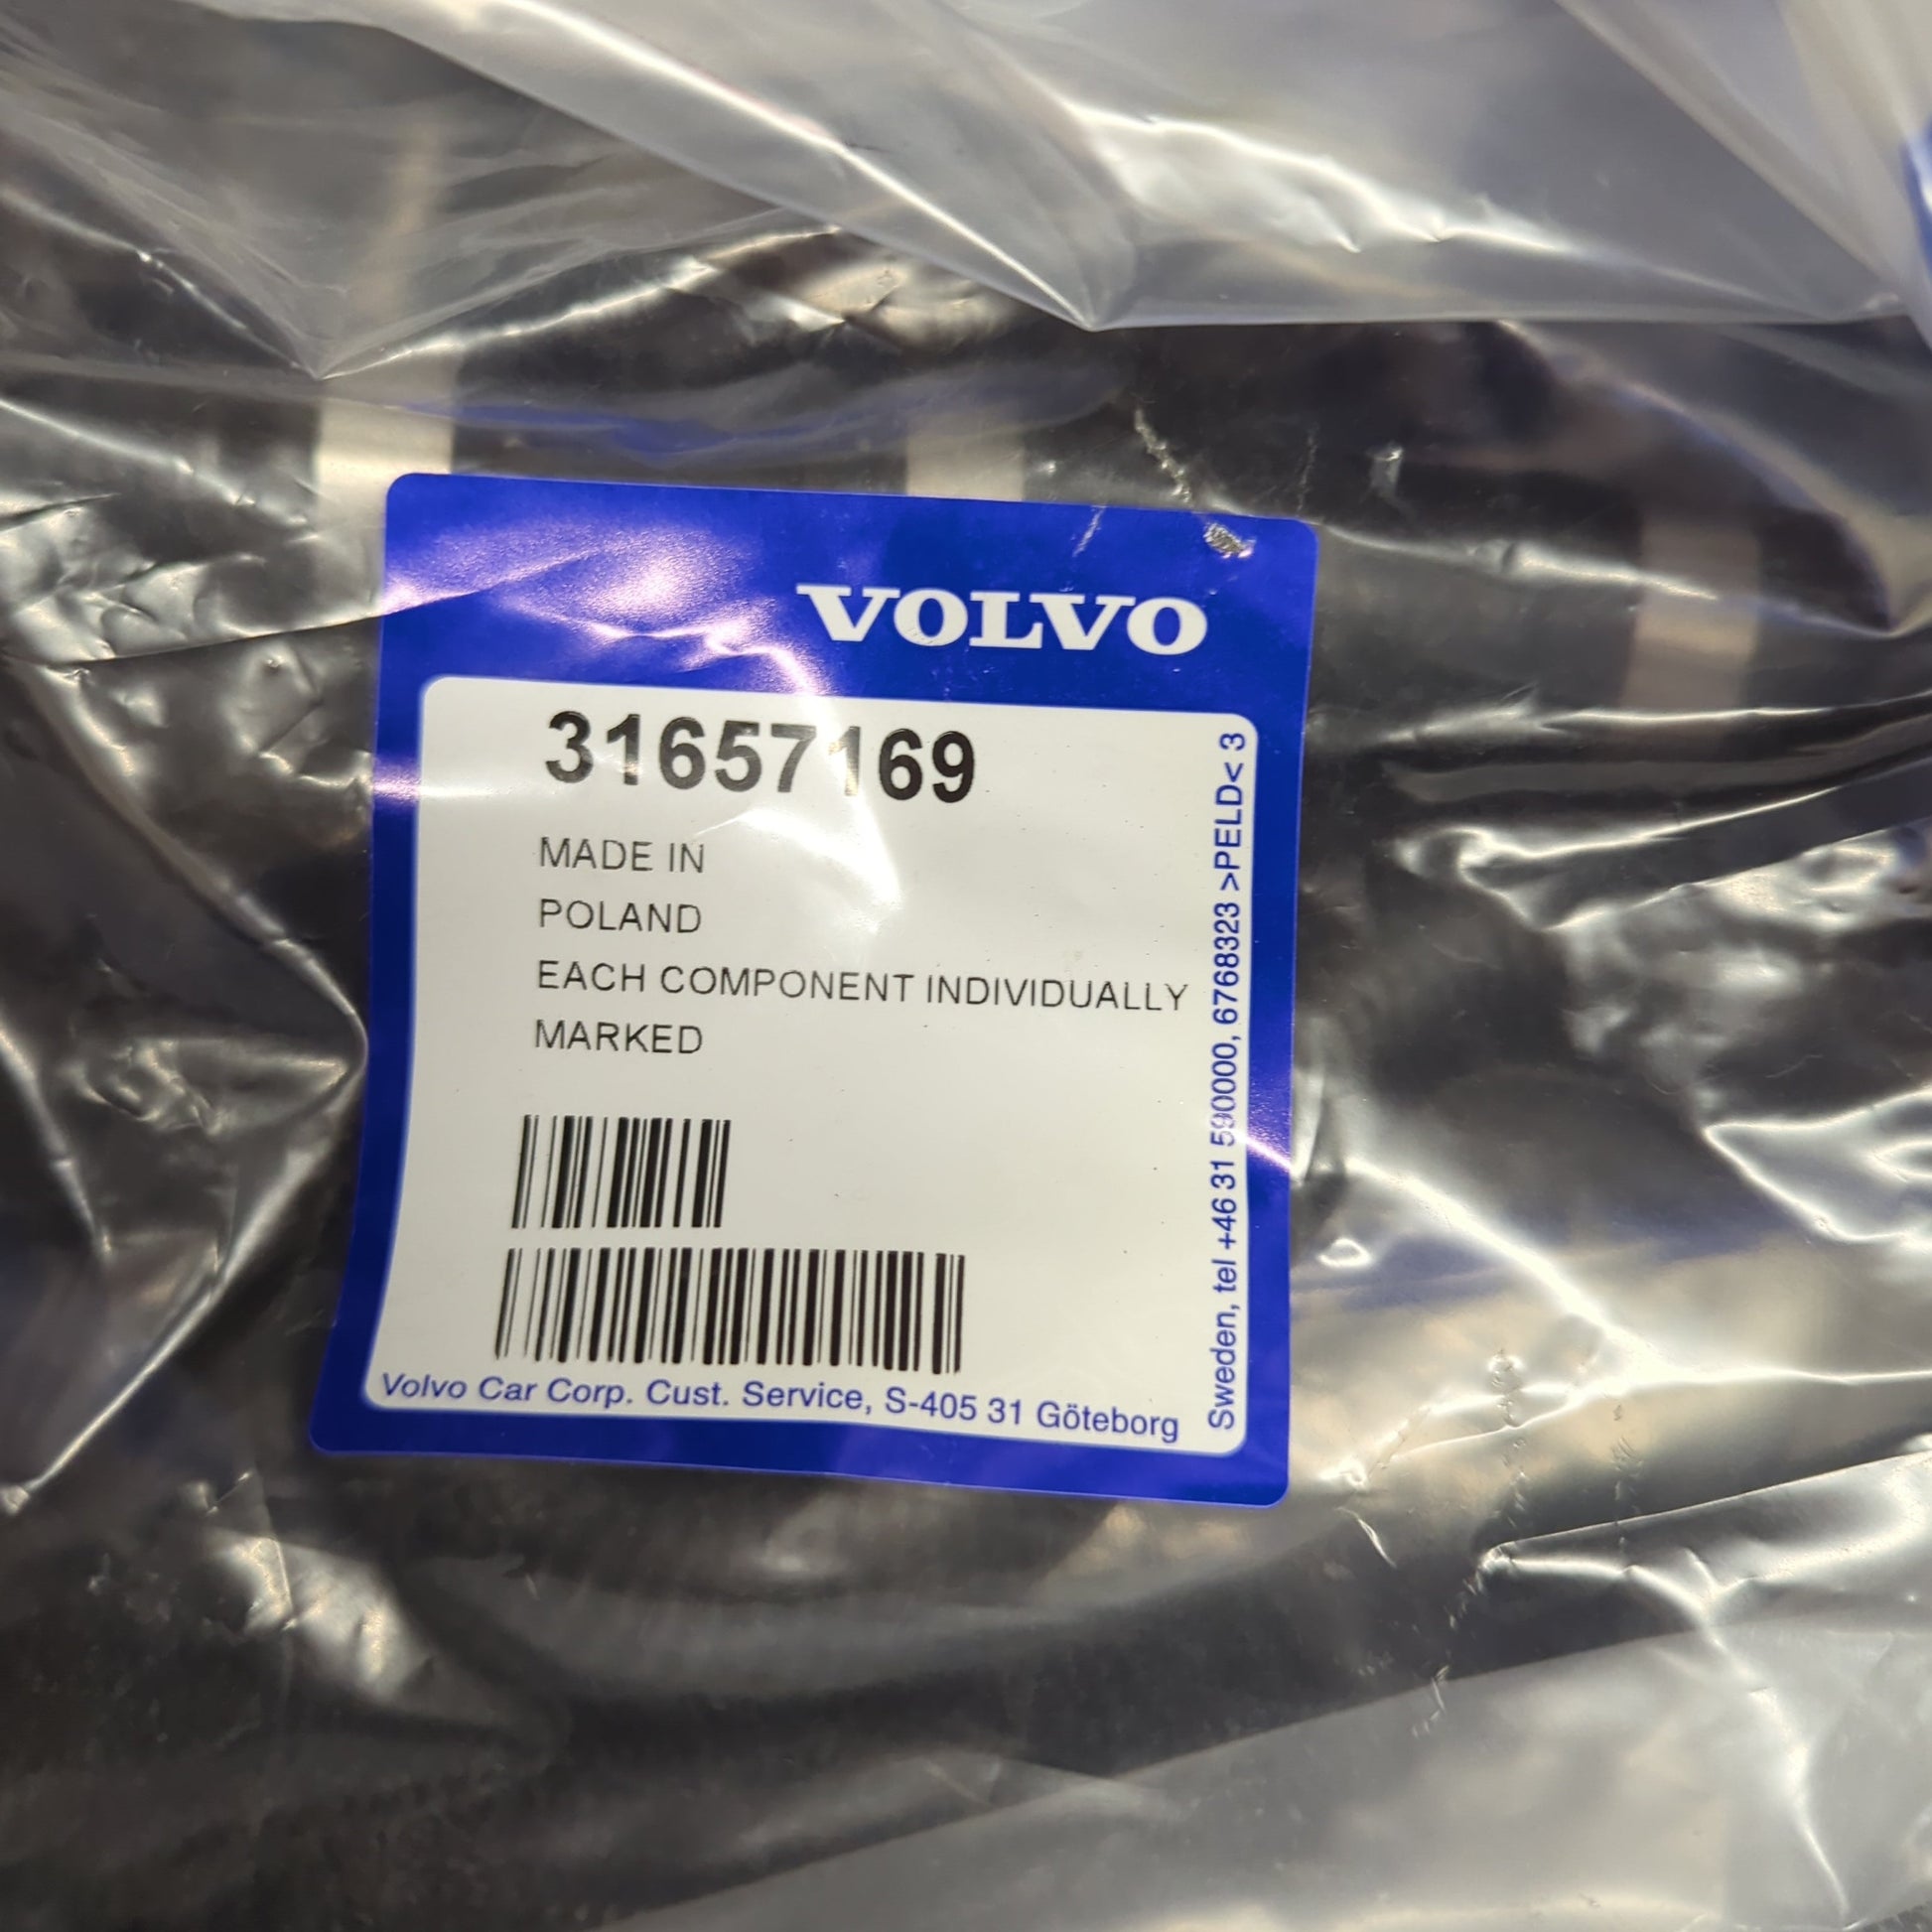 VOLVO
31657169
MADE IN
POLAND
EACH COMPONENT INDIVIDUALLY
MARKED
Volvo Car Corp. Cust. Service, S-405 31 Göteborg
Sweden, tel +46 31 590000, 6768323 >PELD< 3